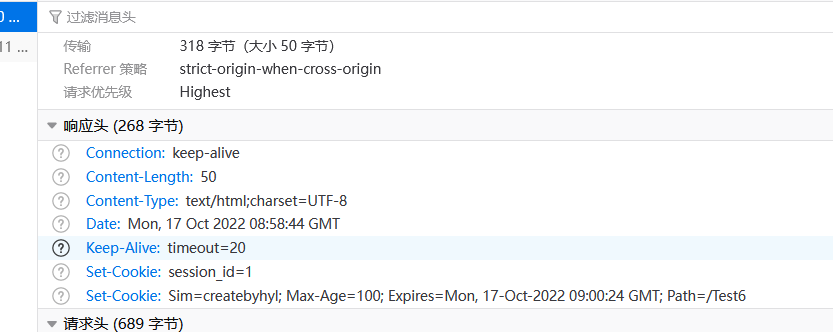 0 ...
11 ...
过滤消息头
传输 318 字节（大小 50 字节）
Referrer 策略 strict-origin-when-cross-origin
请求优先级 Highest
响应头 (268 字节)
Connection: keep-alive
Content-Length: 50
Content-Type: text/html;charset=UTF-8
Date: Mon, 17 Oct 2022 08:58:44 GMT
Keep-Alive: timeout=20
Set-Cookie: session_id=1
Set-Cookie: Sim=createbyhyl; Max-Age=100; Expires=Mon, 17-Oct-2022 09:00:24 GMT; Path=/Test6
请求头 (689 字节)